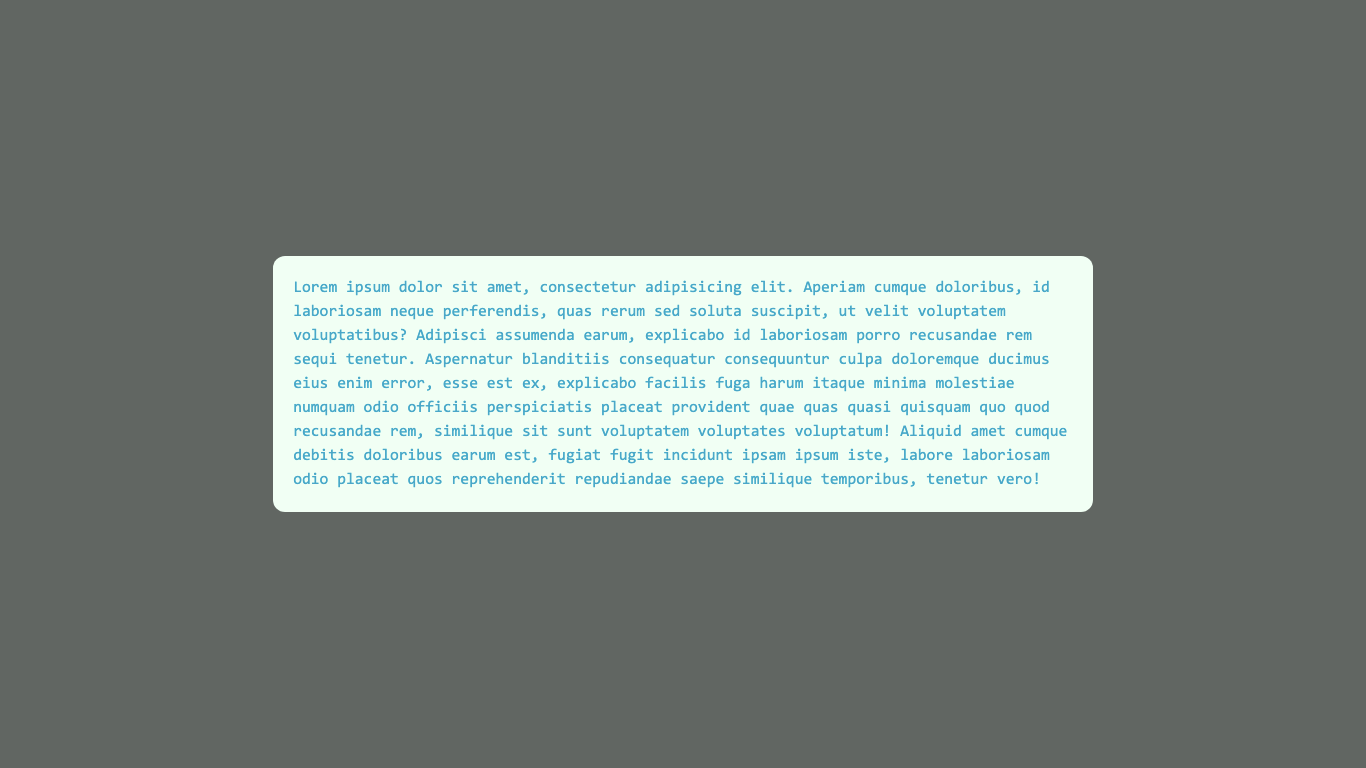 Lorem ipsum dolor sit amet, consectetur adipisicing elit. Aperiam cumque doloribus, id
laboriosam neque perferendis, quas rerum sed soluta suscipit, ut velit voluptatem
voluptatibus? Adipisci assumenda earum, explicabo id laboriosam porro recusandae rem
sequi tenetur. Aspernatur blanditiis consequatur consequuntur culpa doloremque ducimus
eius enim error, esse est ex, explicabo facilis fuga harum itaque minima molestiae
numquam odio officiis perspiciatis placeat provident quae quas quasi quisquam quo quod
recusandae rem, similique sit sunt voluptatem voluptates voluptatum! Aliquid amet cumque
debitis doloribus earum est, fugiat fugit incidunt ipsam ipsum iste, labore laboriosam
odio placeat quos reprehenderit repudiandae saepe similique temporibus, tenetur vero!